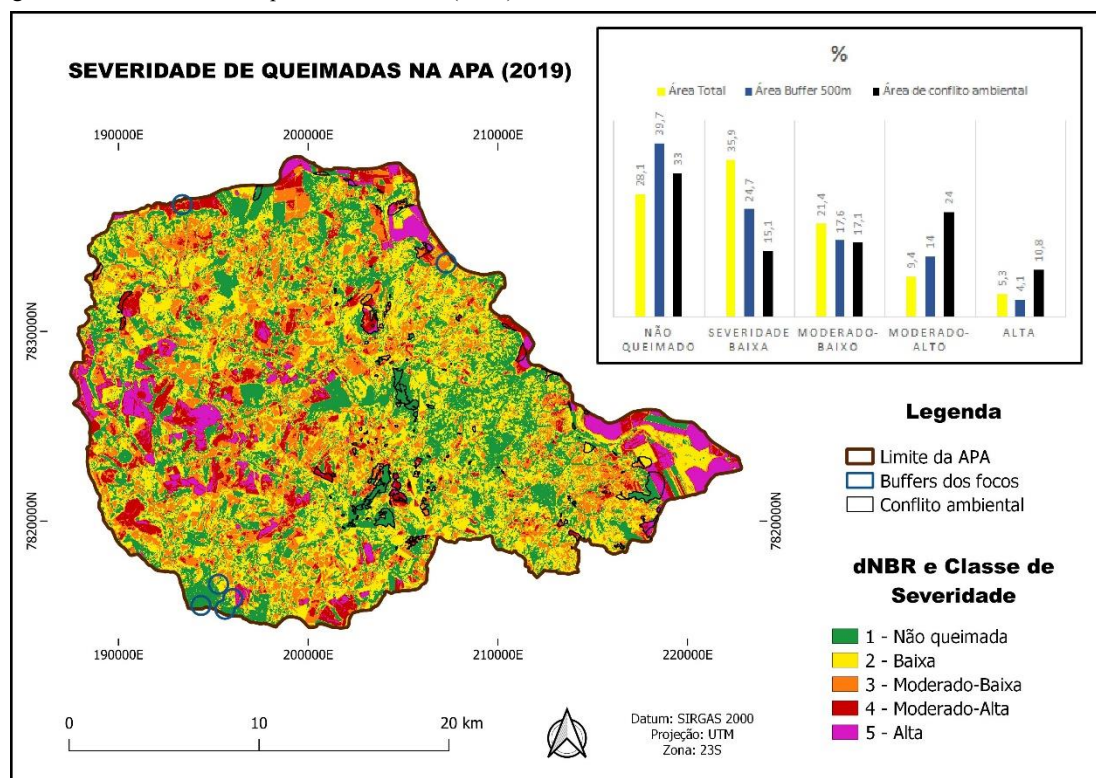 SEVERIDADE DE QUEIMADAS NA APA (2019)
%
Área Total Área Buffer 500m Área de conflito ambiental
28,1 39,7 33 35,9 24,7 15,1 21,4 17,6 17,1 9,4 14 24 5,3 4,1 10,8
NÃO QUEIMADO
SEVERIDADE BAIXA
MODERADO-BAIXO
MODERADO-ALTO
ALTA
190000E 200000E 210000E
7830000N
7820000N
7820000N
190000E 200000E 210000E 220000E
Legenda
Limite da APA
Buffers dos focos
Conflito ambiental
dNBR e Classe de
Severidade
1 - Não queimada
2 - Baixa
3 - Moderado-Baixa
4 - Moderado-Alta
5 - Alta
0 10 20 km
Datum: SIRGAS 2000
Projeção: UTM
Zona: 23S